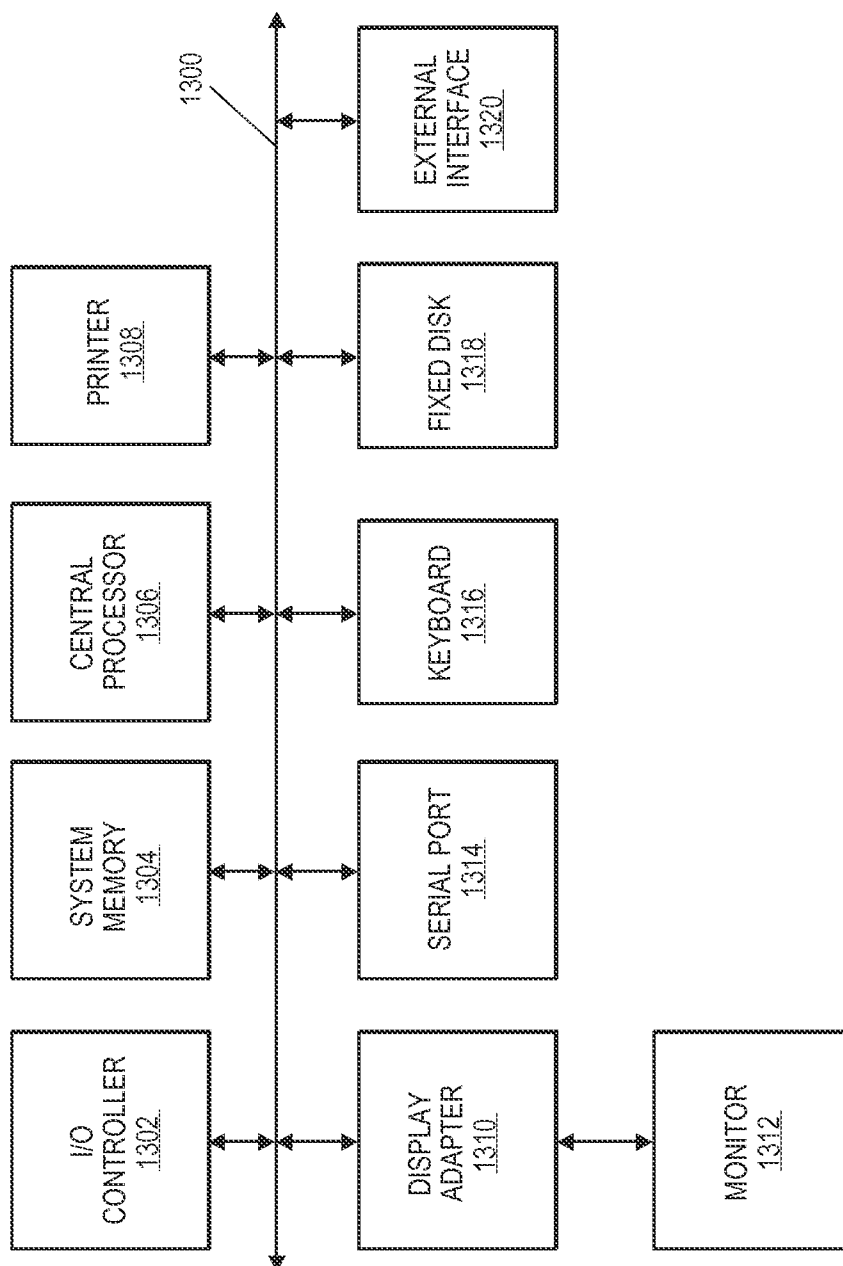 I/O
CONTROLLER
1302
SYSTEM
MEMORY
1304
CENTRAL
PROCESSOR
1306
PRINTER
1308
1300
DISPLAY
ADAPTER
1310
SERIAL PORT
1314
KEYBOARD
1316
FIXED DISK
1318
EXTERNAL
INTERFACE
1320
MONITOR
1312